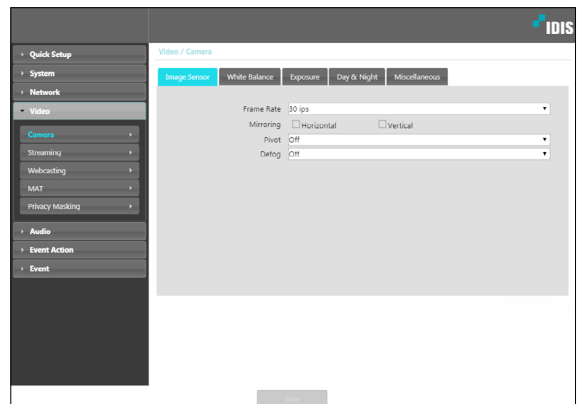 IDIS
Quick Setup
System
Network
Video
Camera
Streaming
Webcasting
MAT
Privacy Masking
Audio
Event Action
Event
Video / Camera
Image Sensor White Balance Exposure Day & Night Miscellaneous
Frame Rate 30 ips
Mirroring Horizontal Vertical
Pivot Off
Defog Off
Save